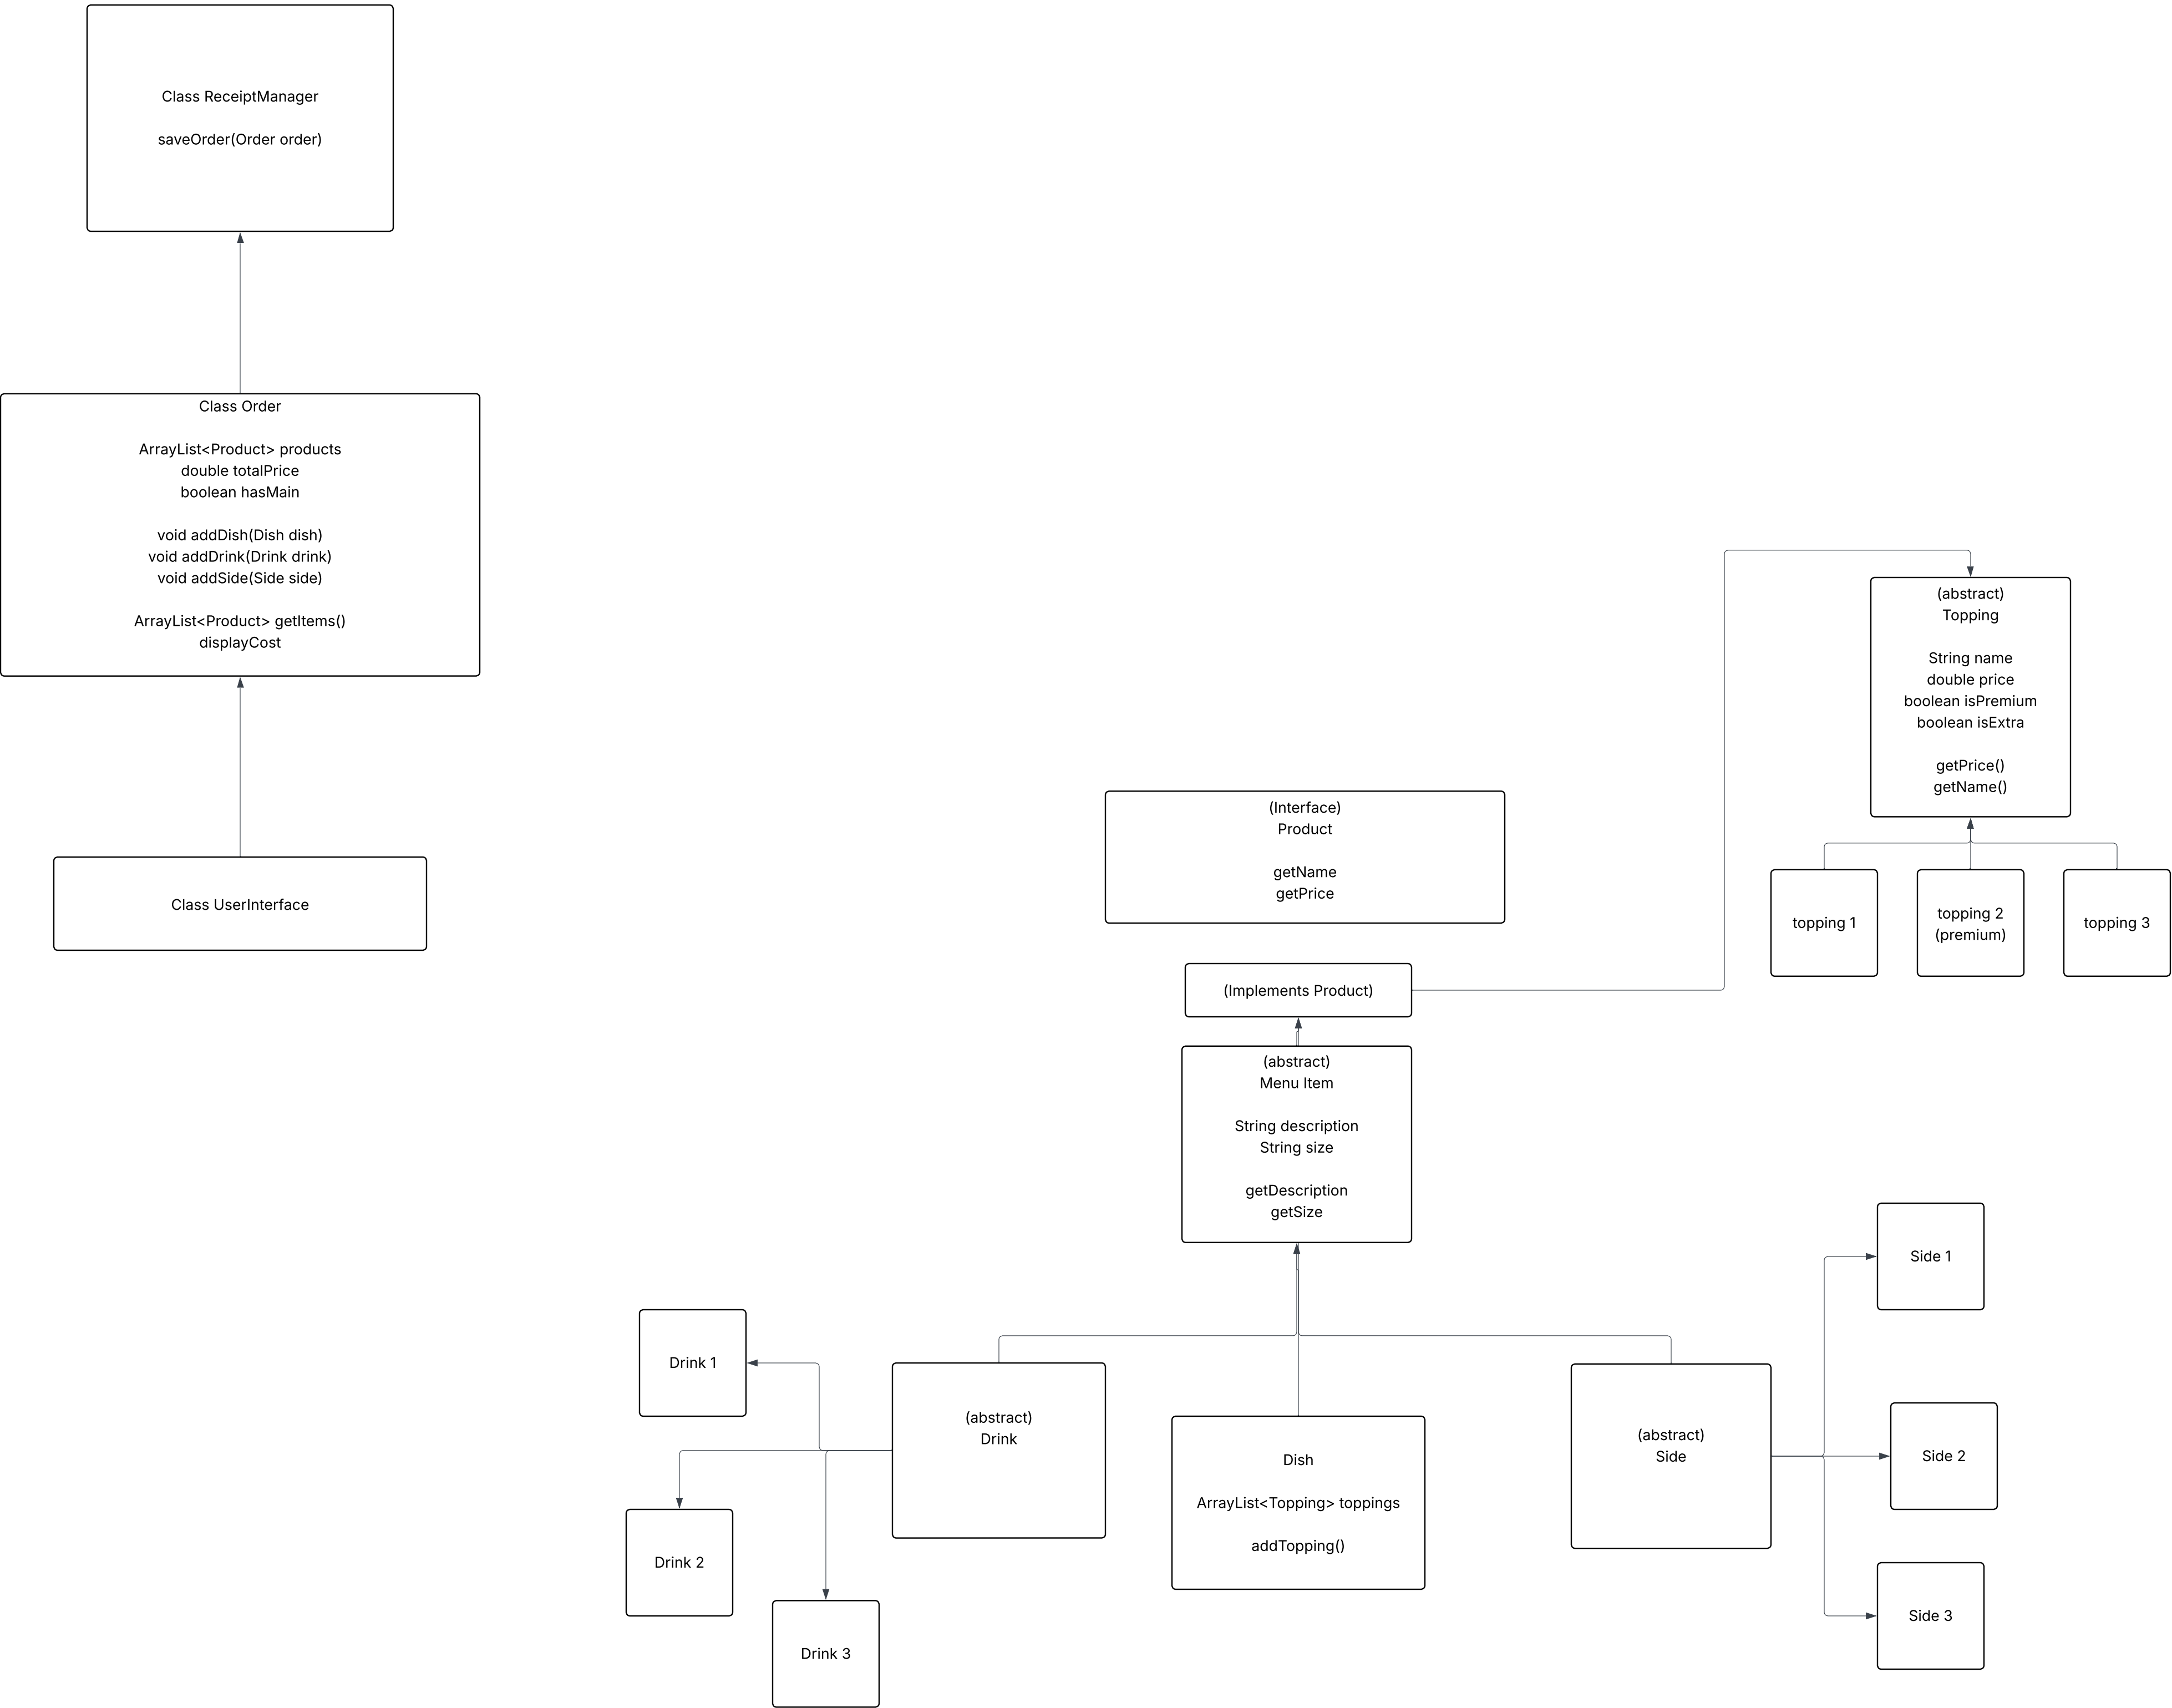 Class ReceiptManager
saveOrder(Order order)
Class Order
ArrayList<Product> products
double totalPrice
boolean hasMain
void addDish(Dish dish)
void addDrink(Drink drink)
void addSide(Side side)
ArrayList<Product> getItems()
displayCost
Class UserInterface
(abstract)
Topping
String name
double price
boolean isPremium
boolean isExtra
getPrice()
getName()
topping 1
topping 2
(premium)
topping 3
(Interface)
Product
getName
getPrice
(Implements Product)
(abstract)
Menu Item
String description
String size
getDescription
getSize
Drink 1
Drink 2
Drink 3
(abstract)
Drink
Dish
ArrayList<Topping> toppings
addTopping()
(abstract)
Side
Side 1
Side 2
Side 3